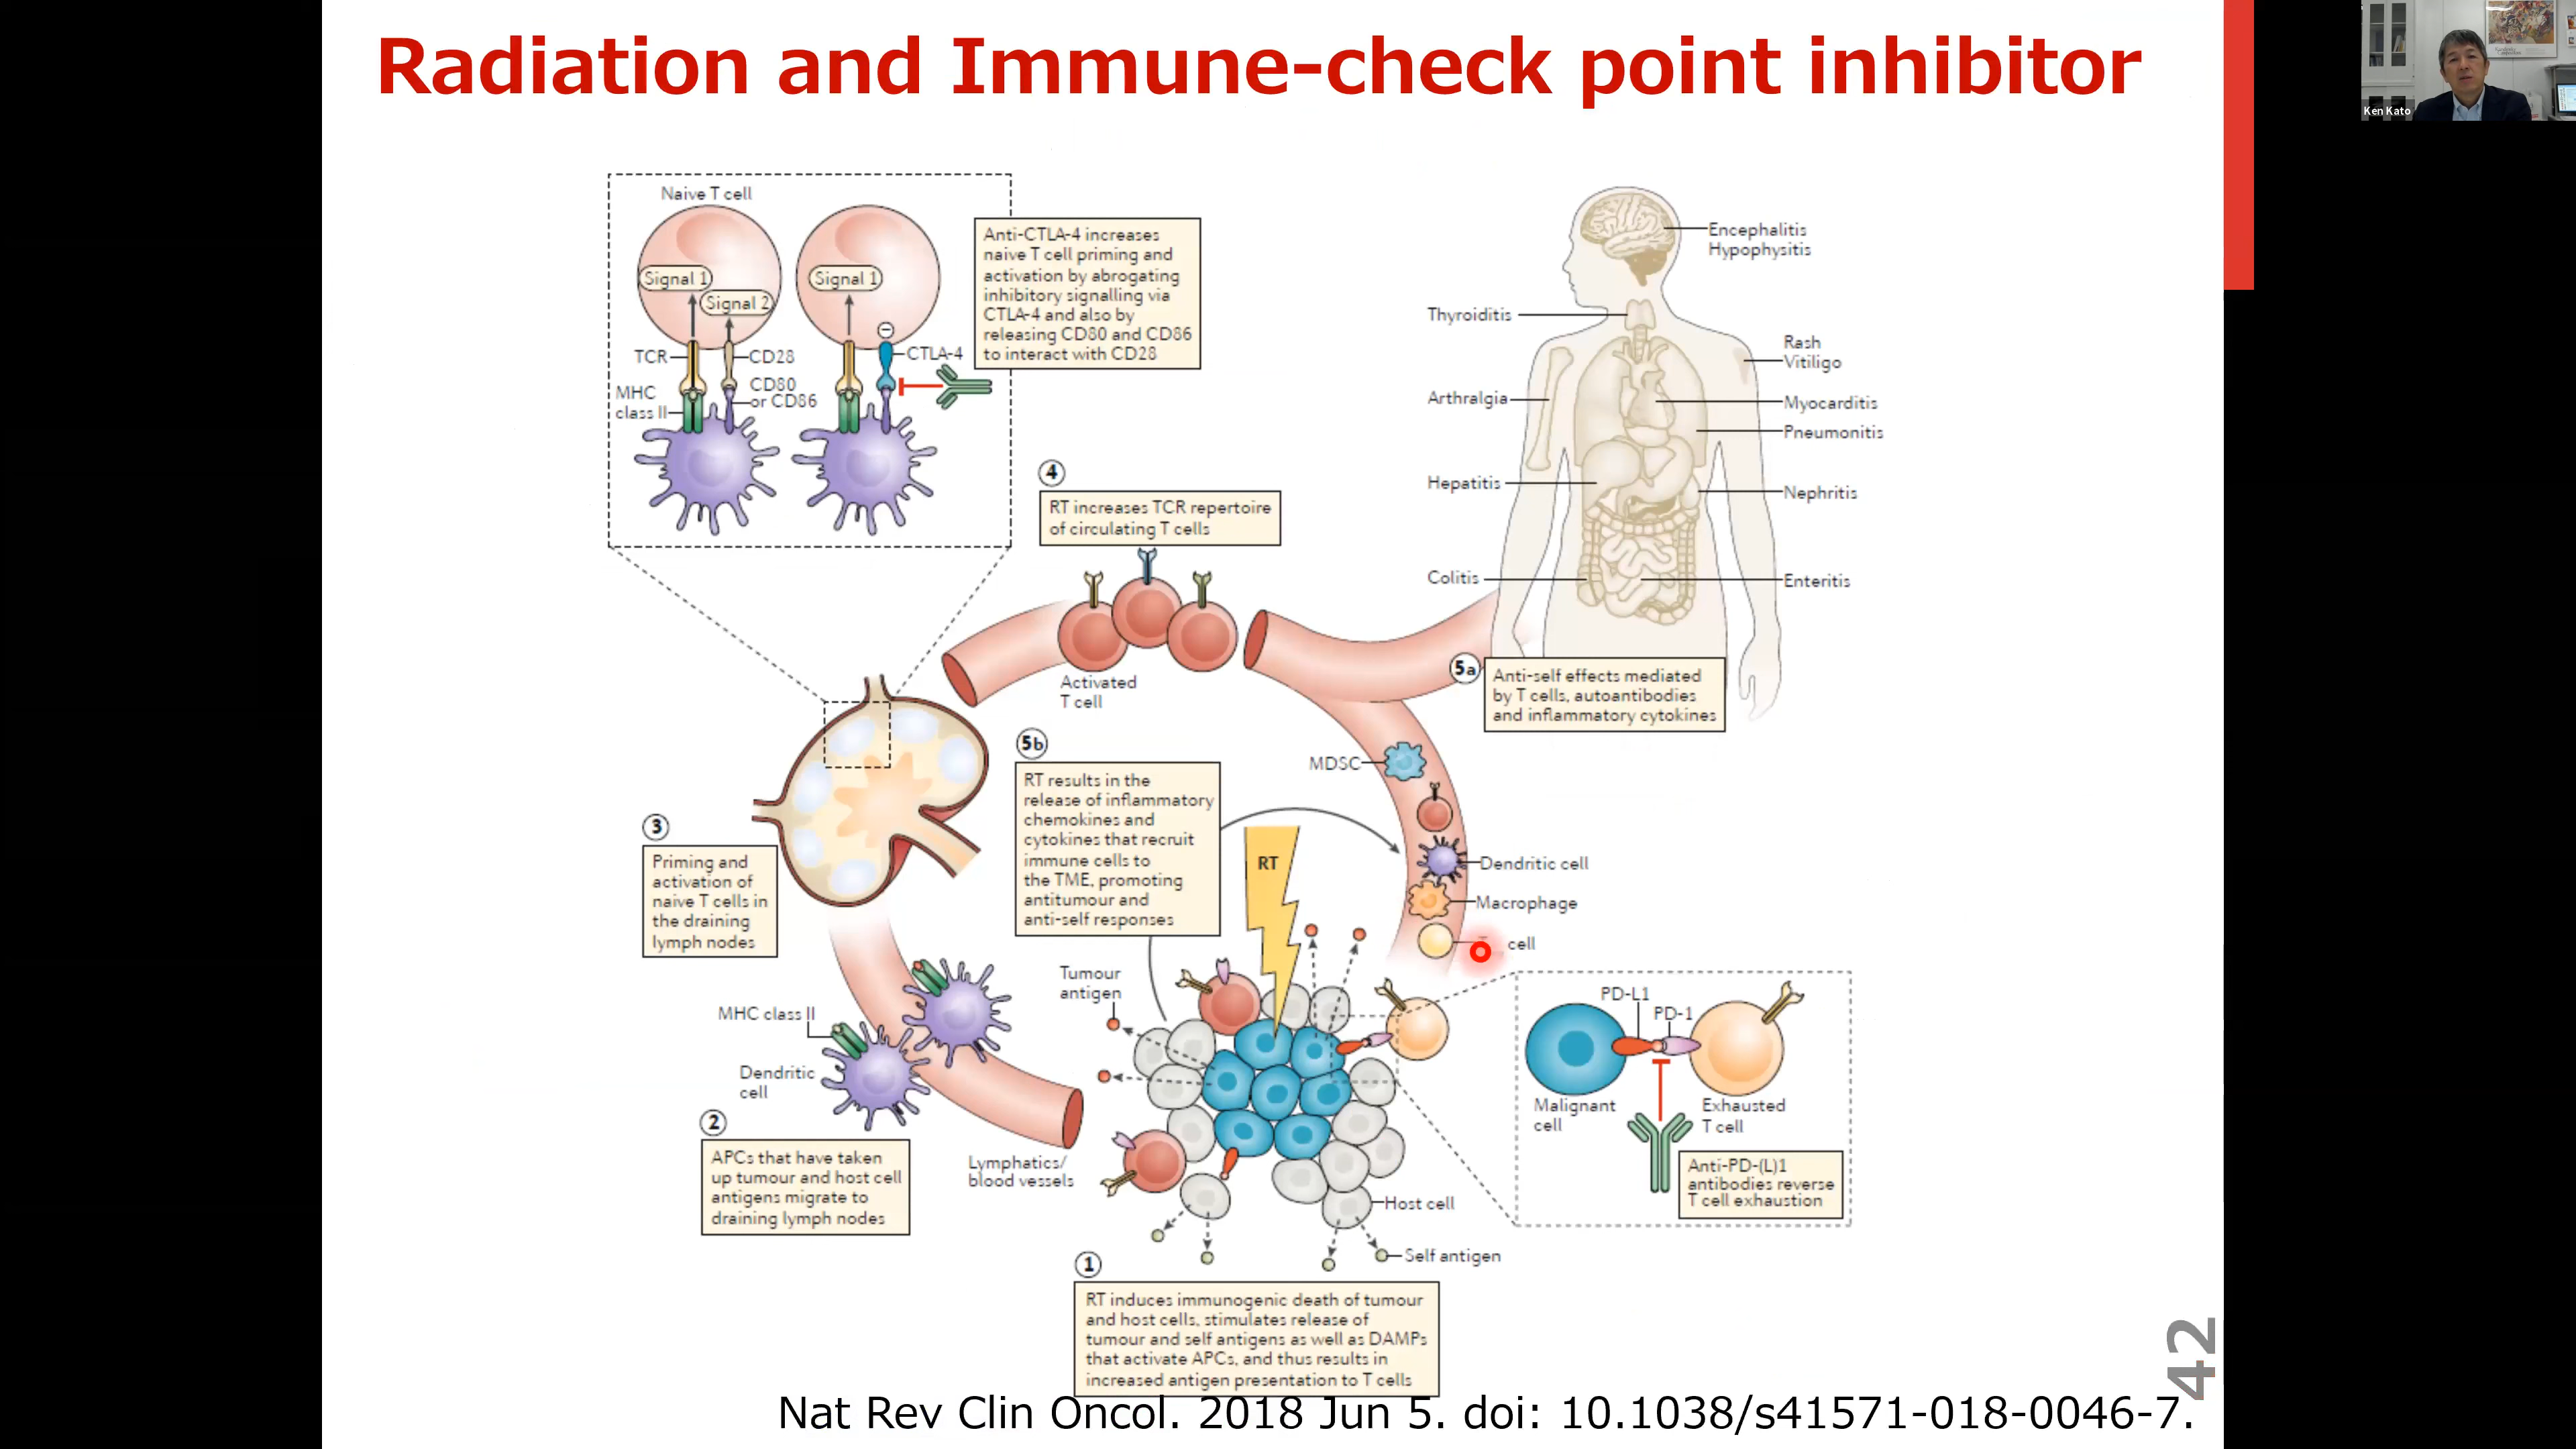 Radiation and Immune-check point inhibitor
Ken Kato
Naive T cell
Signal 1
Signal 2
Signal 1
TCR
CD28
CTLA-4
MHC
class II
CD80
or CD86
Anti-CTLA-4 increases
naive T cell priming and
activation by abrogating
inhibitory signalling via
CTLA-4 and also by
releasing CD80 and CD86
to interact with CD28
Encephalitis
Hypophysitis
Thyroiditis
Rash
Vitiligo
Arthralgia
Myocarditis
Pneumonitis
Hepatitis
Nephritis
Colitis
Enteritis
4
RT increases TCR repertoire
of circulating T cells
Activated
T cell
5a
Anti-self effects mediated
by T cells, autoantibodies
and inflammatory cytokines
5b
RT results in the
release of inflammatory
chemokines and
cytokines that recruit
immune cells to
the TME, promoting
antitumour and
anti-self responses
MDSC
RT
Dendritic cell
Macrophage
cell
3
Priming and
activation of
naive T cells in
the draining
lymph nodes
Tumour
antigen
MHC class II
Dendritic
cell
2
APCs that have taken
up tumour and host cell
antigens migrate to
draining lymph nodes
Lymphatics/
blood vessels
PD-L1
PD-1
Malignant
cell
Exhausted
T cell
Anti-PD-(L)1
antibodies reverse
T cell exhaustion
Host cell
Self antigen
1
RT induces immunogenic death of tumour
and host cells, stimulates release of
tumour and self antigens as well as DAMPs
that activate APCs, and thus results in
increased antigen presentation to T cells
42
Nat Rev Clin Oncol. 2018 Jun 5. doi: 10.1038/s41571-018-0046-7.